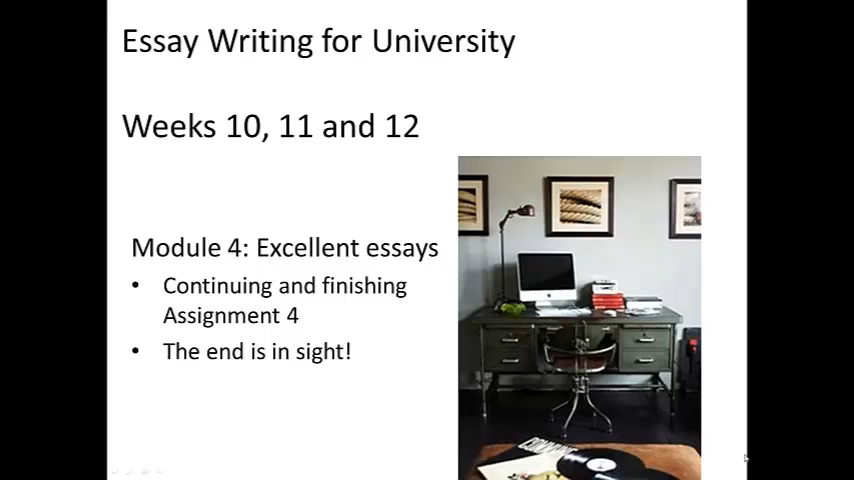 Essay Writing for University
Weeks 10, 11 and 12
Module 4: Excellent essays
• Continuing and finishing
Assignment 4
• The end is in sight!